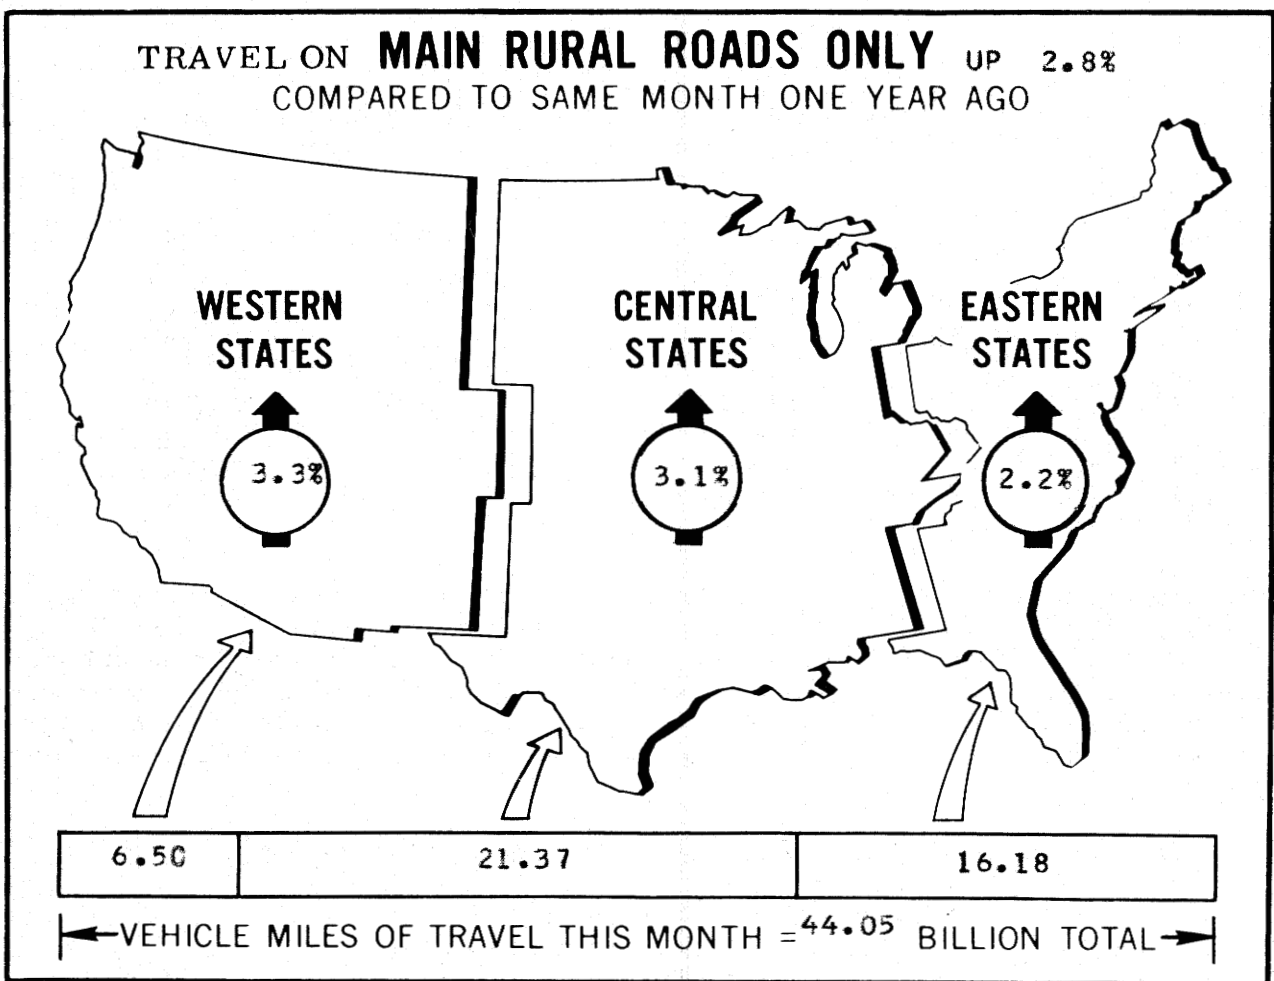 TRAVEL ON MAIN RURAL ROADS ONLY UP 2.8%
COMPARED TO SAME MONTH ONE YEAR AGO
WESTERN
STATES
3.3%
CENTRAL
STATES
3.1%
EASTERN
STATES
2.2%
6.50
21.37
16.18
VEHICLE MILES OF TRAVEL THIS MONTH = 44.05 BILLION TOTAL